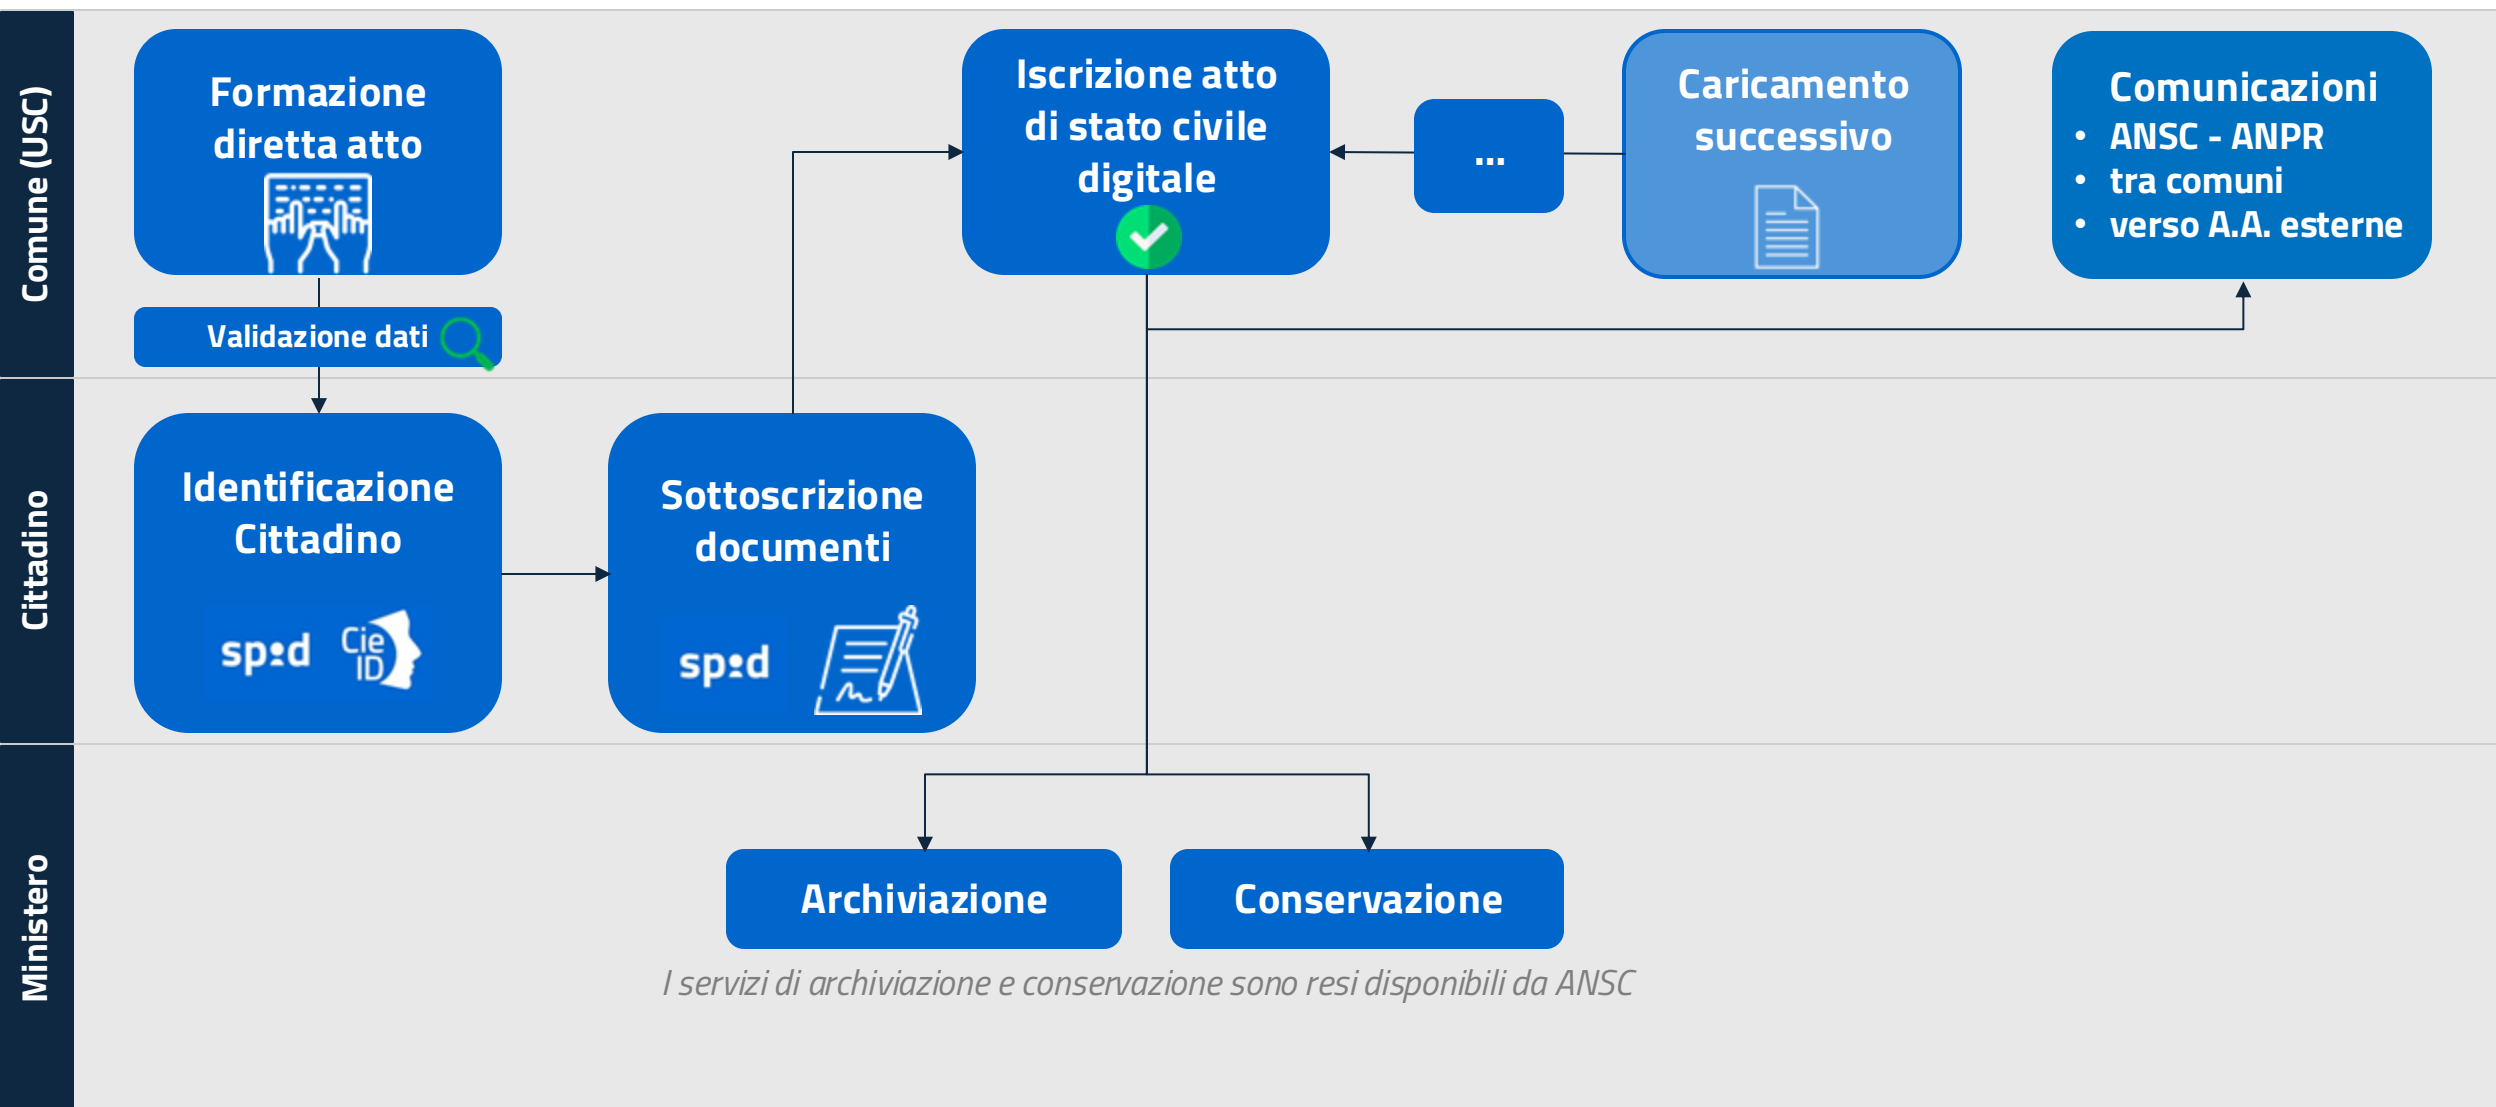 Comune (USC)
Formazione
diretta atto
Validazione dati
Iscrizione atto
di stato civile
digitale
...
Caricamento
successivo
Comunicazioni
• ANSC - ANPR
• tra comuni
• verso A.A. esterne
Cittadino
Identificazione
Cittadino
spid
Cie
ID
Sottoscrizione
documenti
spid
Ministero
Archiviazione
Conservazione
I servizi di archiviazione e conservazione sono resi disponibili da ANSC